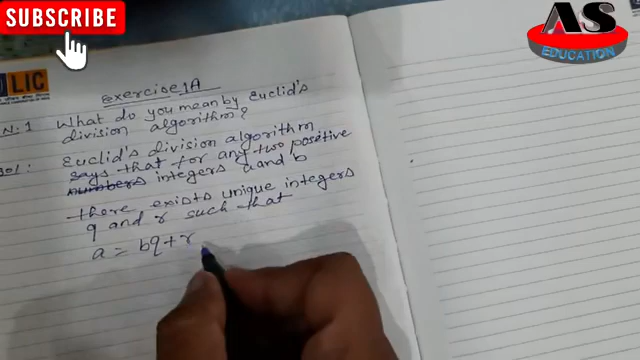 SUBSCRIBE
AS
EDUCATION
LIC
Exercise 1A
N:1 What do you mean by Euclid's
division algorithm?
Sol: Euclid's division algorithm
says that for any two positive
numbers integers a and b
there exists unique integers
q and r such that
a = bq + r